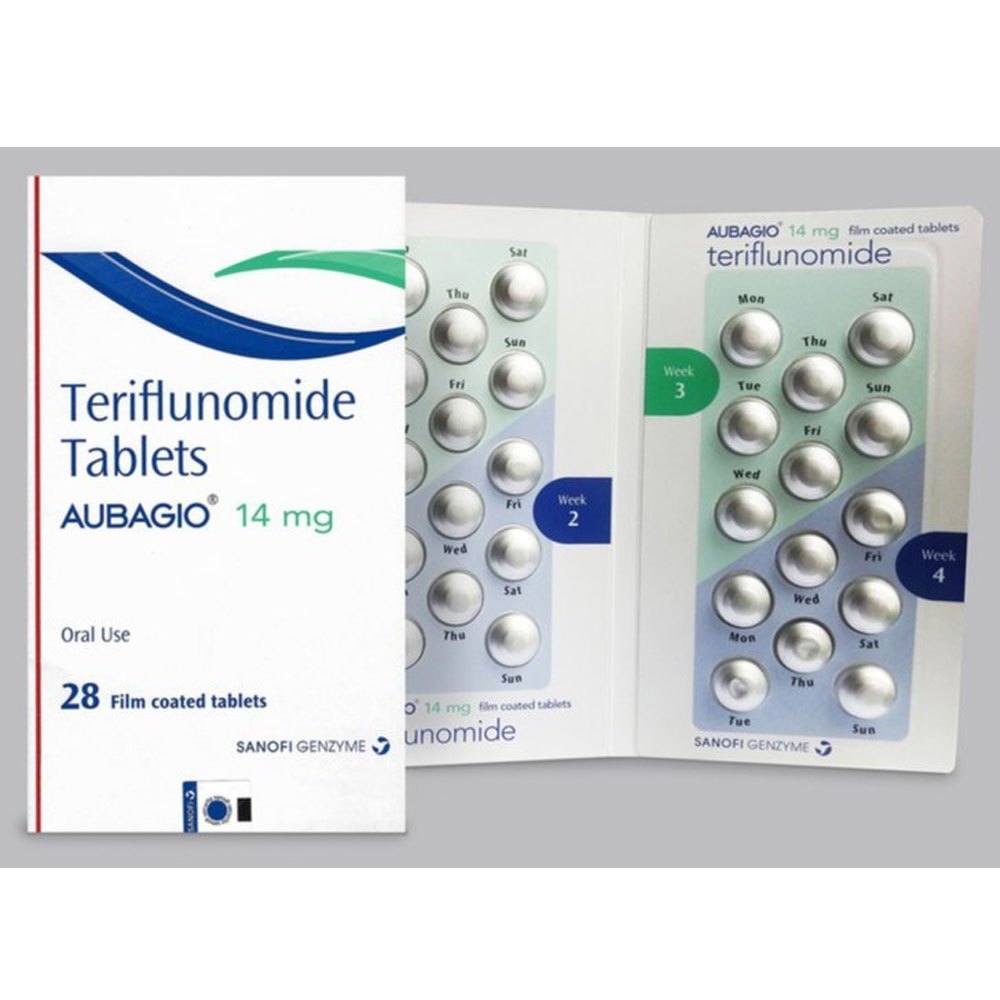 Teriflunomide
Tablets
AUBAGIO® 14 mg
Oral Use
28 Film coated tablets
SANOFI GENZYME
SANOFI
Sat
Thu
Sun
Fri
Week
2
Fri
Wed
Sat
Thu
Sun
14 mg film coated tablets
AUBAGIO® 14 mg film coated tablets
teriflunomide
Mon
Sat
Thu
Week
3
Tue
Sun
Fri
Wed
Fri
Week
4
Wed
Mon
Sat
Thu
Tue
Sun
SANOFI GENZYME